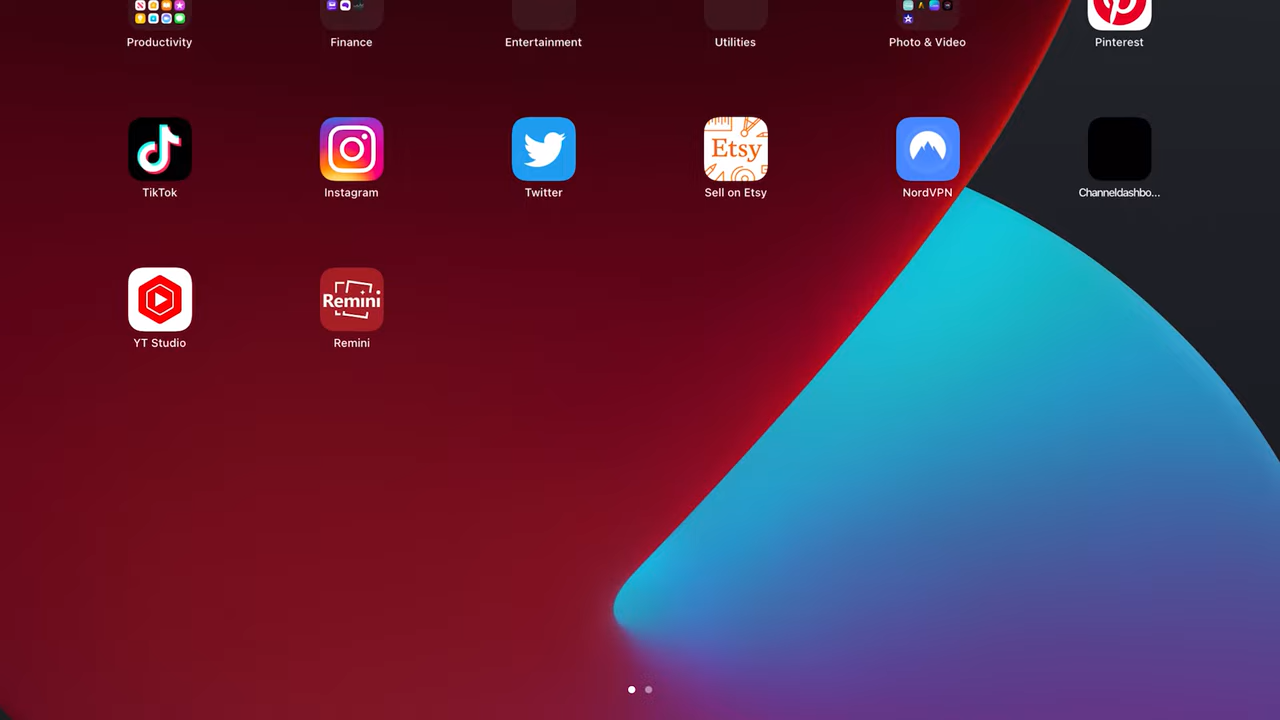 Productivity Finance Entertainment Utilities Photo & Video Pinterest
Etsy
TikTok Instagram Twitter Sell on Etsy NordVPN Channeldashbo...
Remini
YT Studio Remini